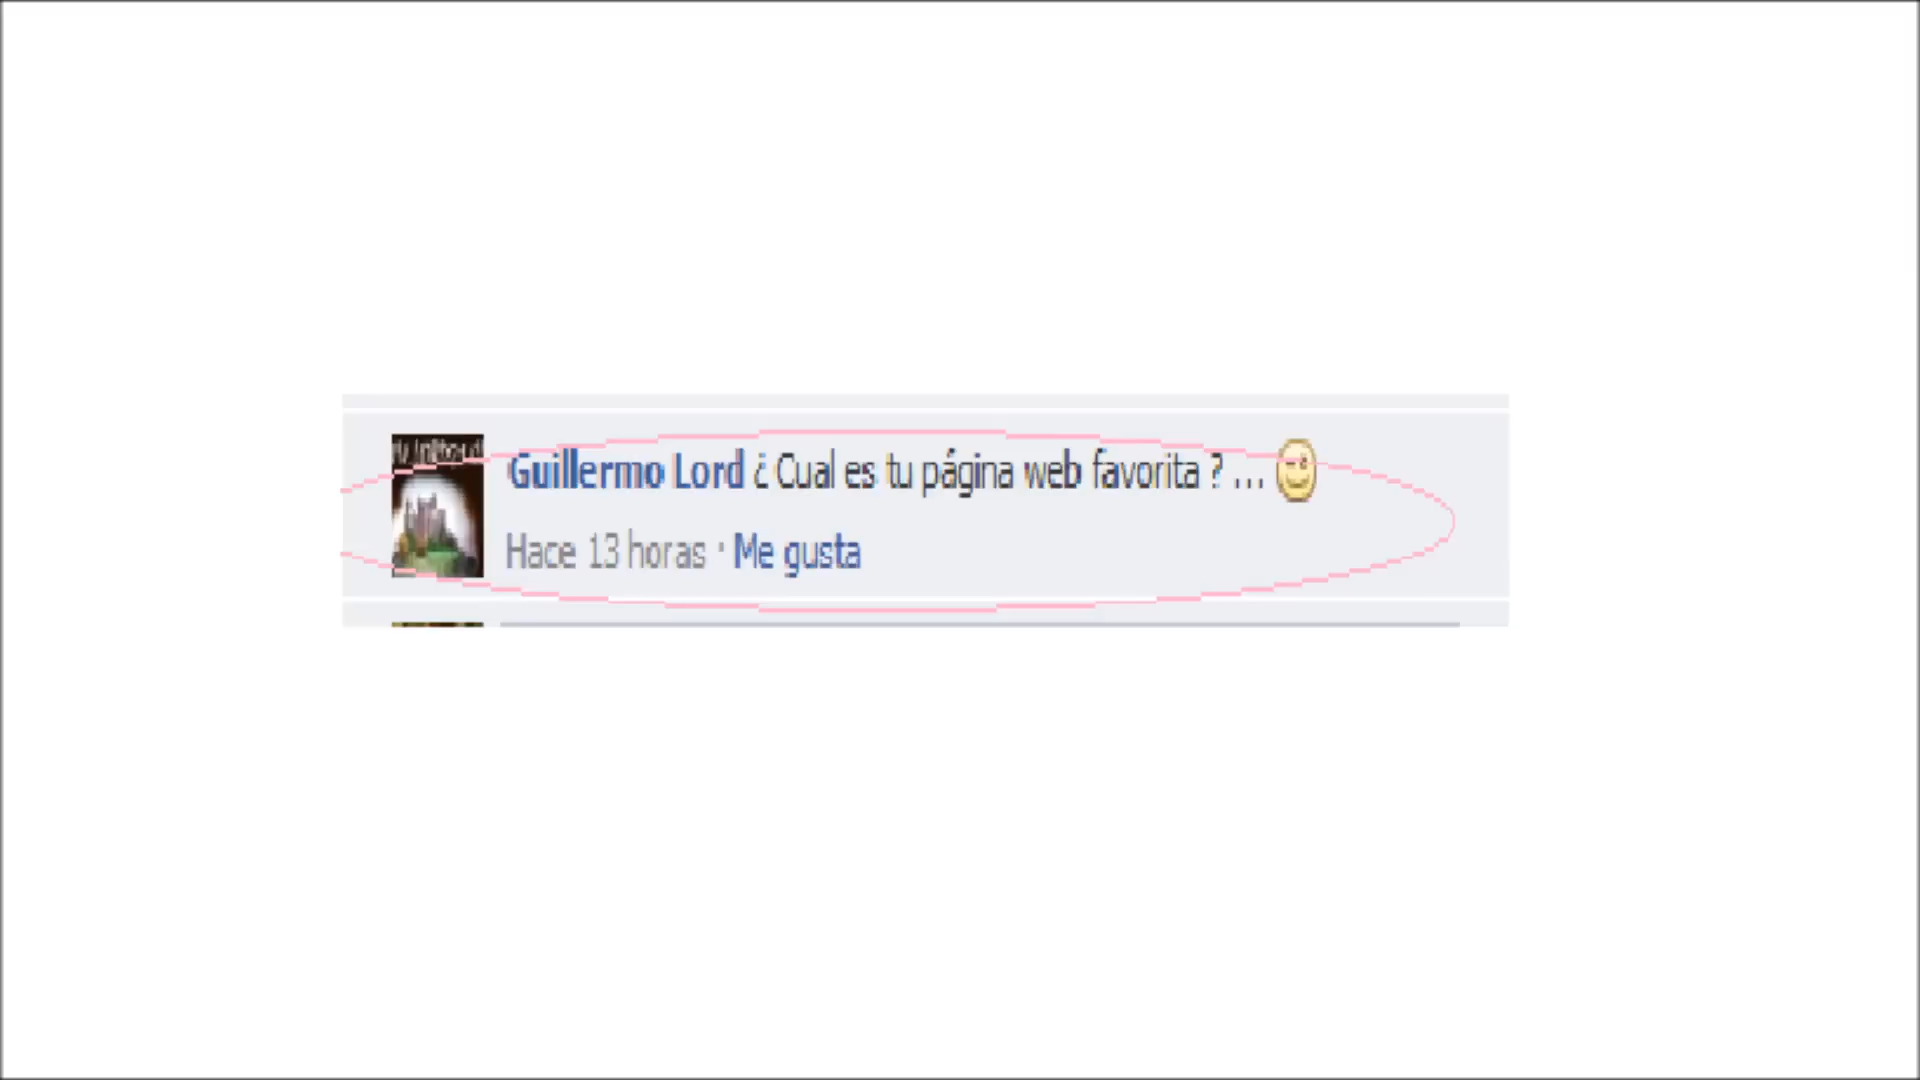 Guillermo Lord ¿ Cual es tu página web favorita ? ...
Hace 13 horas · Me gusta